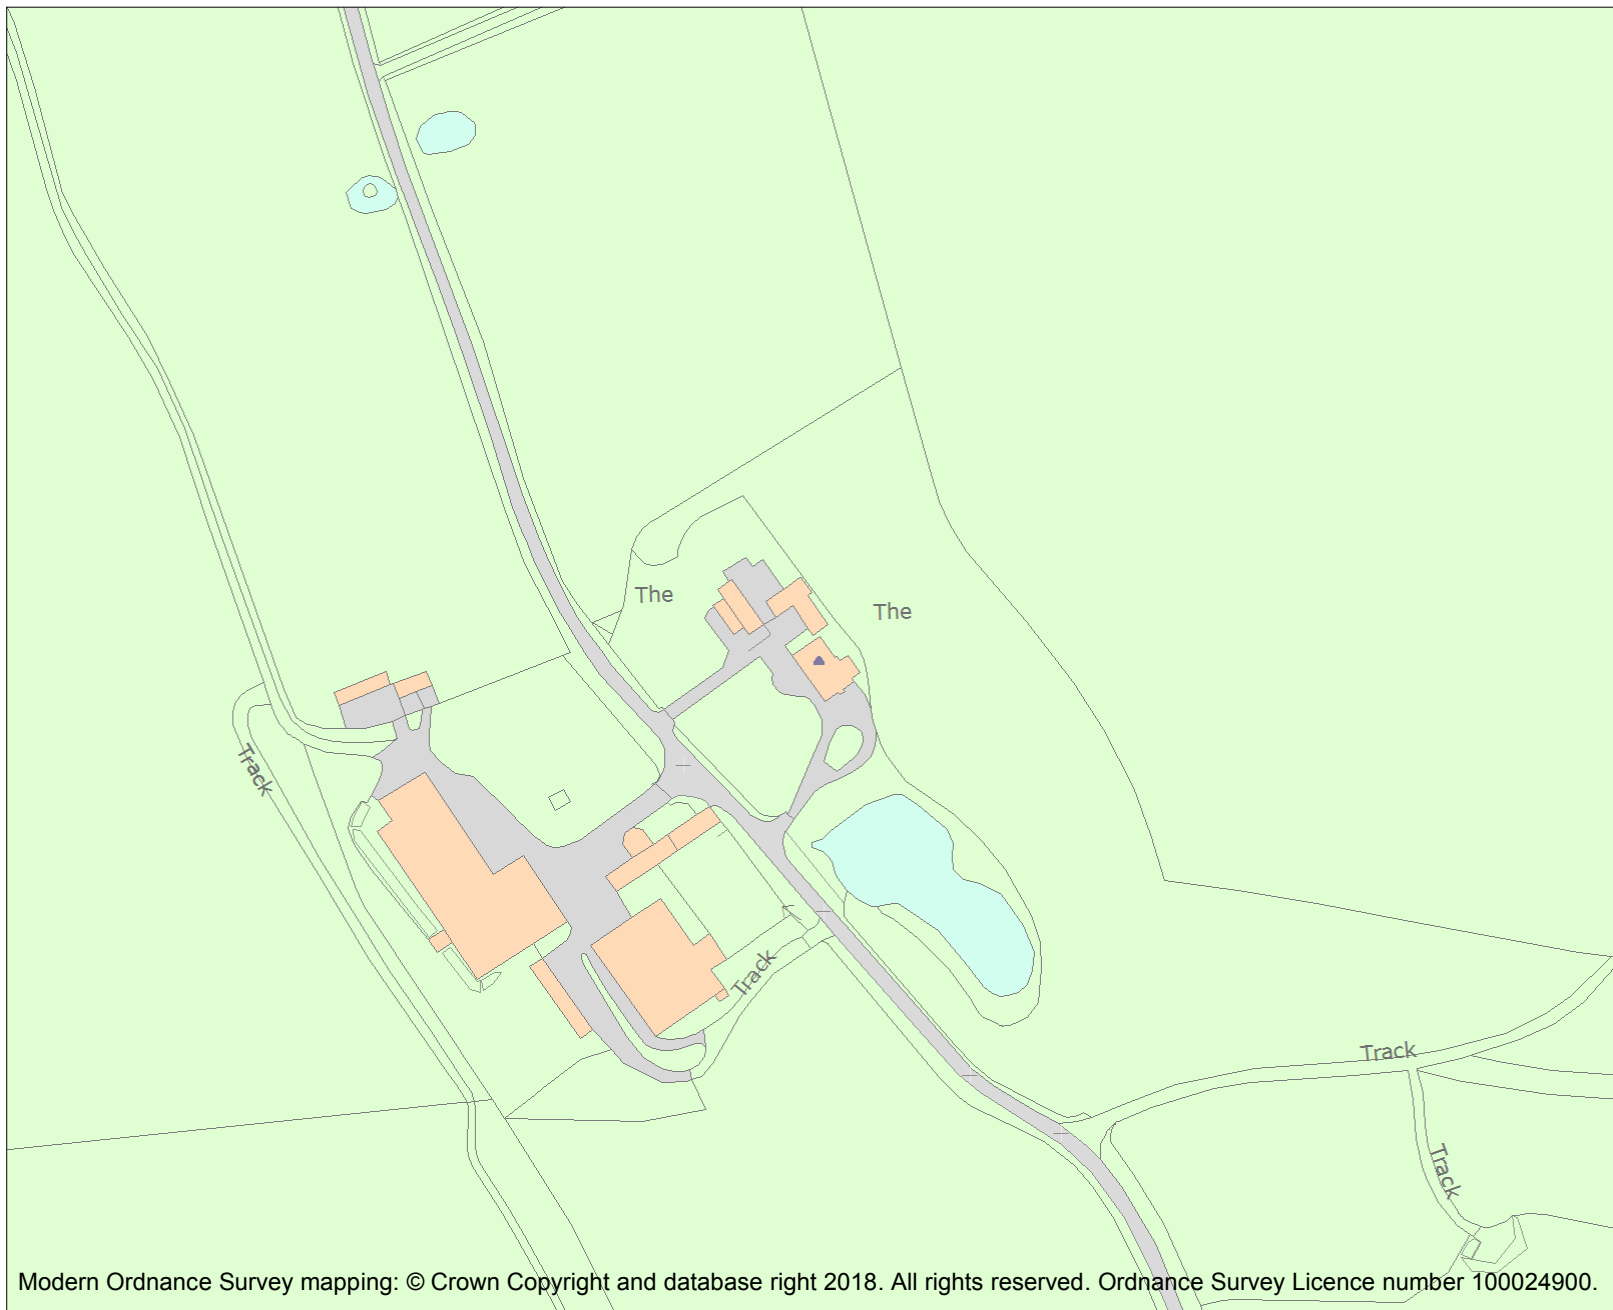 The
The
Track
Track
Track
Track
Modern Ordnance Survey mapping: © Crown Copyright and database right 2018. All rights reserved. Ordnance Survey Licence number 100024900.